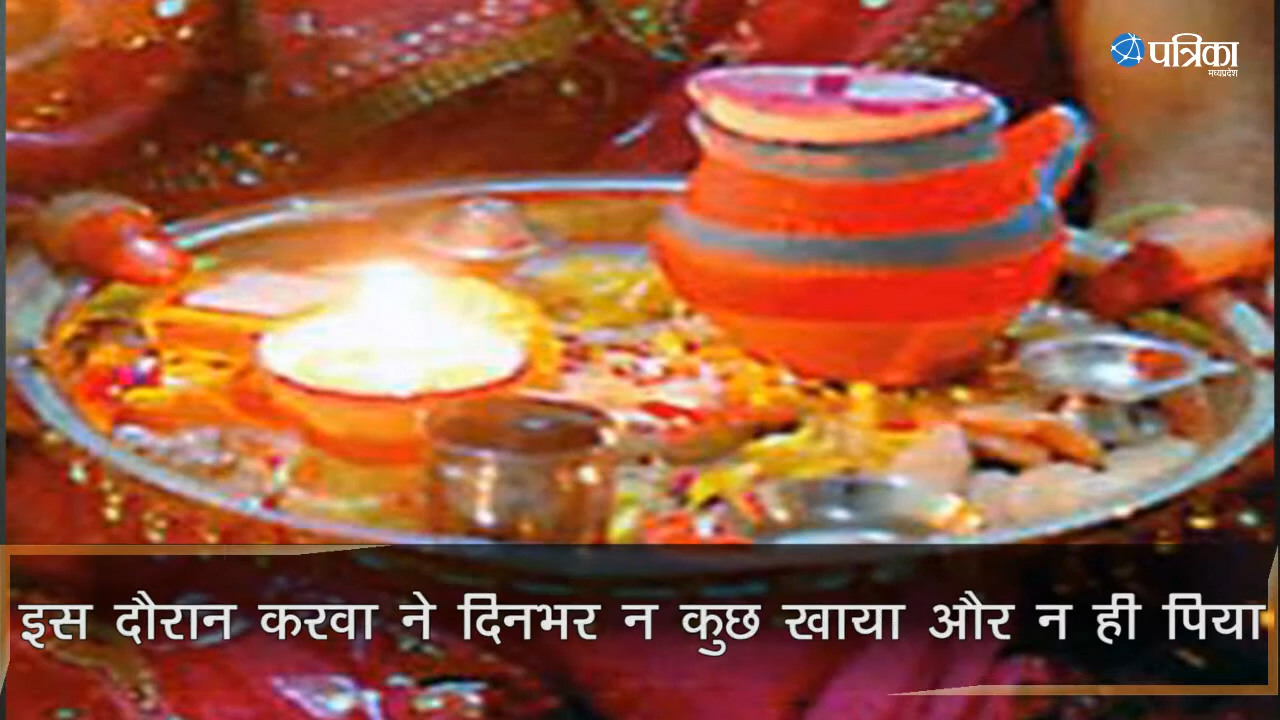 पत्रिका
मध्यप्रदेश
इस दौरान करवा ने दिनभर न कुछ खाया और न ही पिया